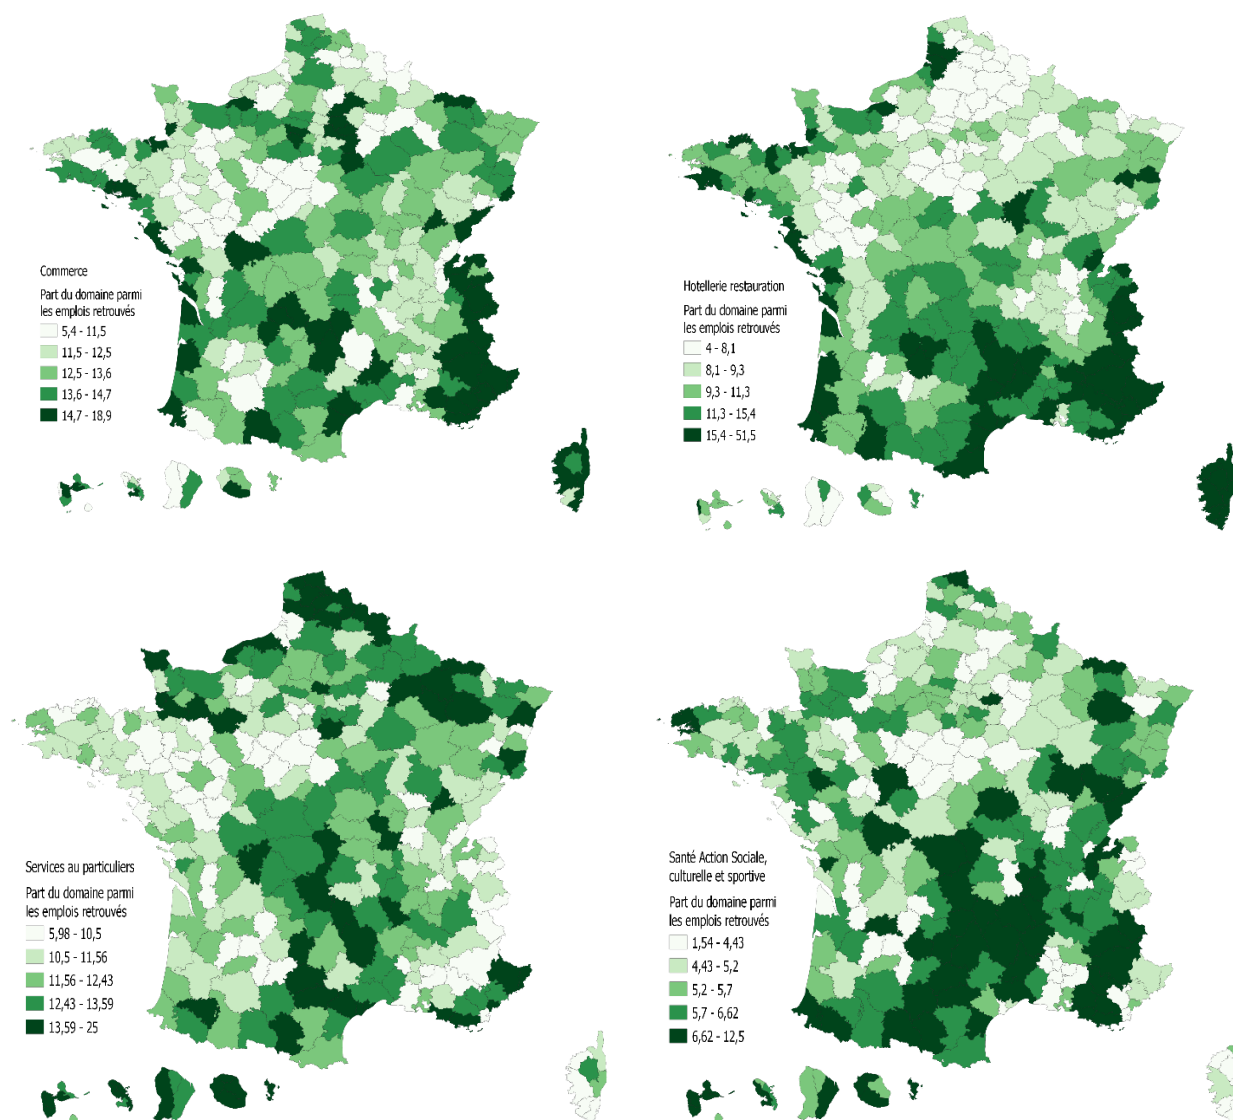 Commerce
Part du domaine parmi
les emplois retrouvés
5,4 - 11,5
11,5 - 12,5
12,5 - 13,6
13,6 - 14,7
14,7 - 18,9
Hotellerie restauration
Part du domaine parmi
les emplois retrouvés
4 - 8,1
8,1 - 9,3
9,3 - 11,3
11,3 - 15,4
15,4 - 51,5
Services au particuliers
Part du domaine parmi
les emplois retrouvés
5,98 - 10,5
10,5 - 11,56
11,56 - 12,43
12,43 - 13,59
13,59 - 25
Santé Action Sociale,
culturelle et sportive
Part du domaine parmi
les emplois retrouvés
1,54 - 4,43
4,43 - 5,2
5,2 - 5,7
5,7 - 6,62
6,62 - 12,5